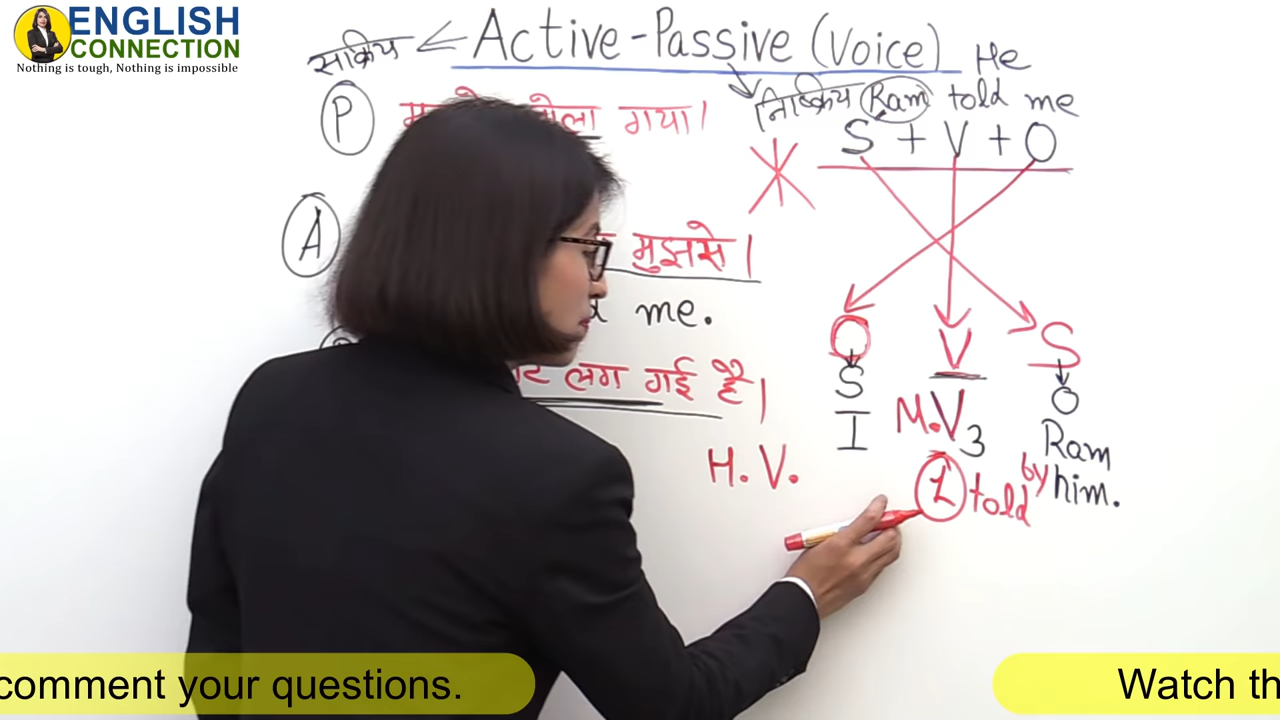 ENGLISH
CONNECTION
Nothing is tough, Nothing is impossible
सक्रिय <- Active-Passive (Voice)
He
निष्क्रिय Ram told me
S + V + O
P गया।
A मुझसे।
me.
लग गई है।
O V S
S O
I M.V3 Ram
H.V. 1 told by him.
comment your questions.
Watch th